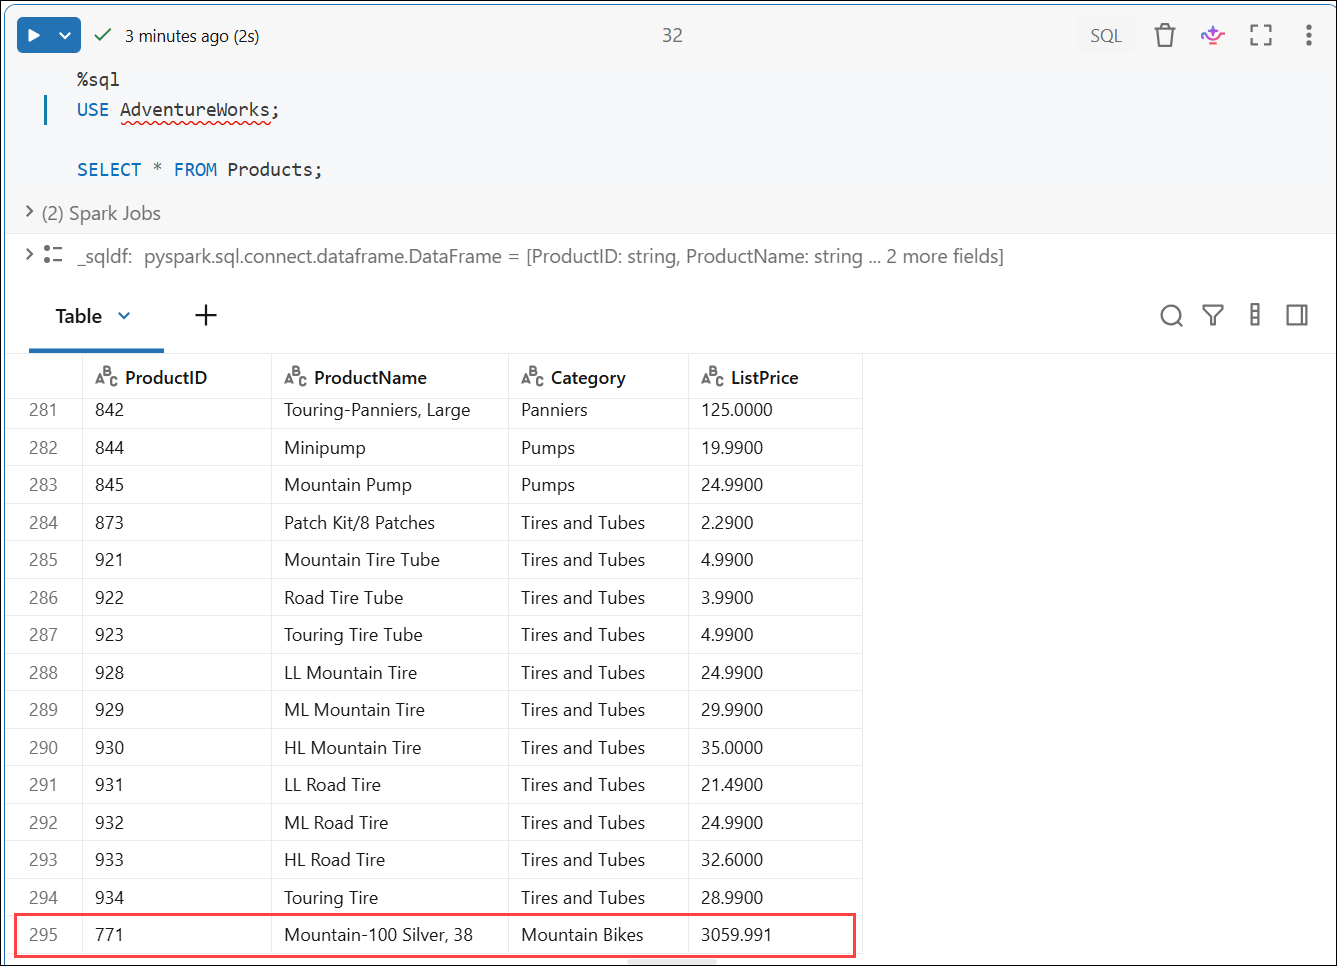 3 minutes ago (2s) 32 SQL
%sql
USE AdventureWorks;
SELECT * FROM Products;
(2) Spark Jobs
_sqldf: pyspark.sql.connect.dataframe.DataFrame = [ProductID: string, ProductName: string ... 2 more fields]
Table
ABC ProductID ABC ProductName ABC Category ABC ListPrice
281 842 Touring-Panniers, Large Panniers 125.0000
282 844 Minipump Pumps 19.9900
283 845 Mountain Pump Pumps 24.9900
284 873 Patch Kit/8 Patches Tires and Tubes 2.2900
285 921 Mountain Tire Tube Tires and Tubes 4.9900
286 922 Road Tire Tube Tires and Tubes 3.9900
287 923 Touring Tire Tube Tires and Tubes 4.9900
288 928 LL Mountain Tire Tires and Tubes 24.9900
289 929 ML Mountain Tire Tires and Tubes 29.9900
290 930 HL Mountain Tire Tires and Tubes 35.0000
291 931 LL Road Tire Tires and Tubes 21.4900
292 932 ML Road Tire Tires and Tubes 24.9900
293 933 HL Road Tire Tires and Tubes 32.6000
294 934 Touring Tire Tires and Tubes 28.9900
295 771 Mountain-100 Silver, 38 Mountain Bikes 3059.991